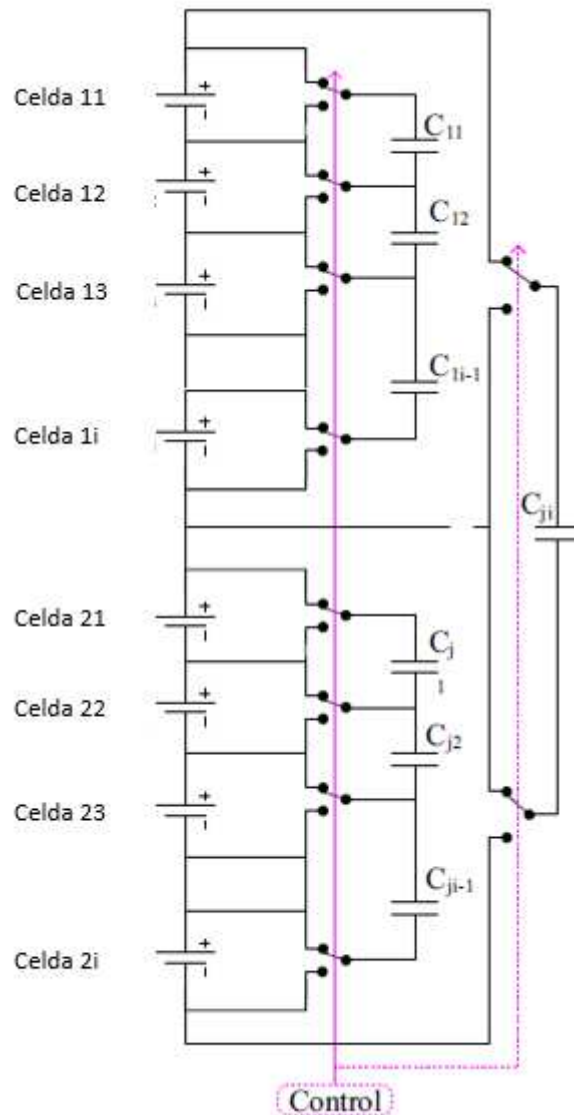 Celda 11
C11
Celda 12
C12
Celda 13
C1i-1
Celda 1i
Cji
Celda 21
Cj
1
Celda 22
Cj2
Celda 23
Cji-1
Celda 2i
Control